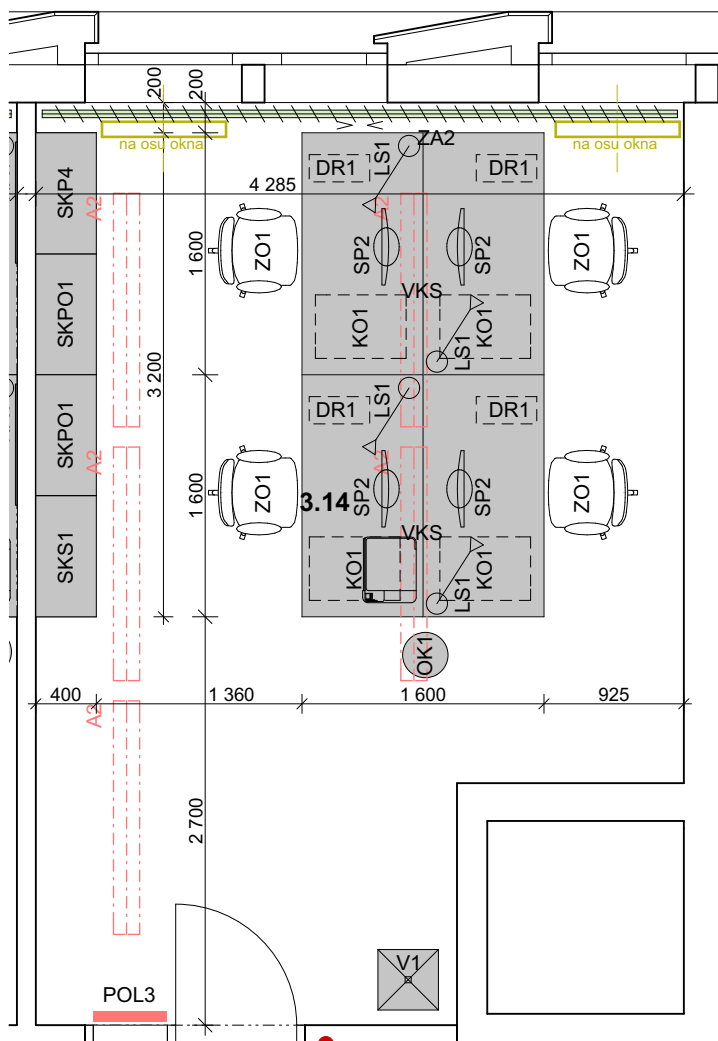 200
200
na osu okna
ZA2
na osu okna
SKP4
DR1
LS1
DR1
4 285
A2
A2
1 600
ZO1
SP2
SP2
ZO1
SKPO1
VKS
KO1
KO1
LS1
3 200
DR1
LS1
DR1
SKPO1
A2
A2
1 600
ZO1
3.14
SP2
SP2
ZO1
SKS1
VKS
KO1
KO1
LS1
OK1
400
1 360
1 600
925
A2
2 700
V1
POL3